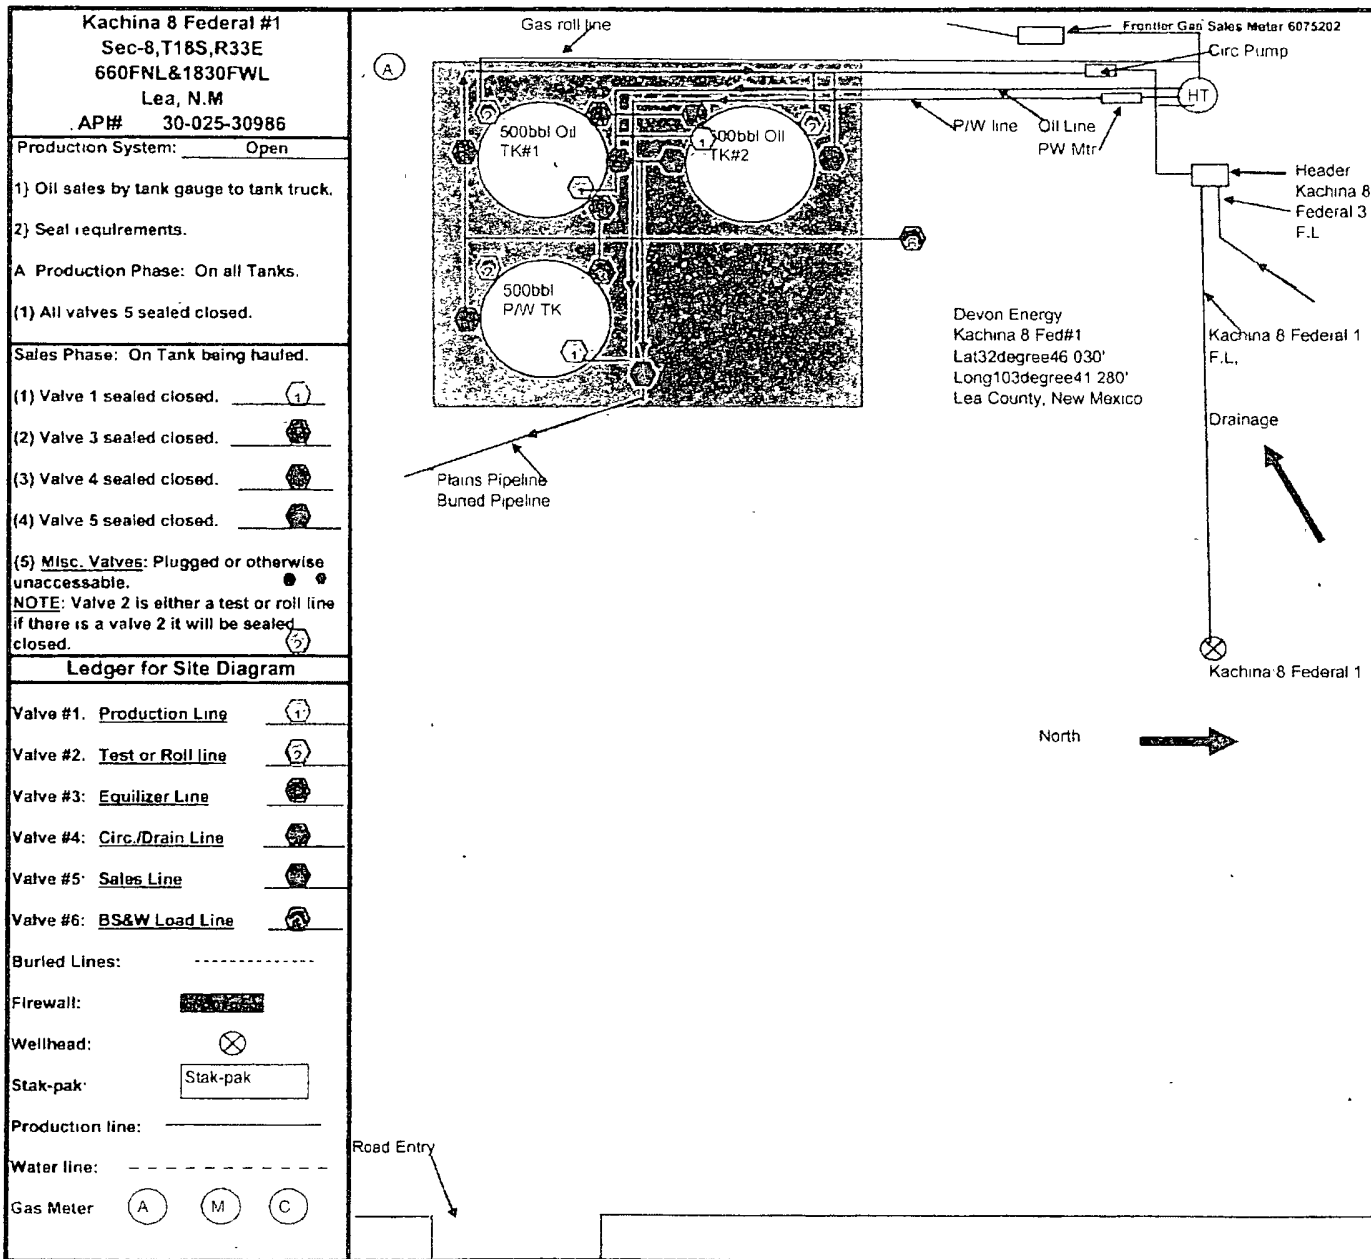 Kachina 8 Federal #1
Sec-8,T18S,R33E
660FNL&1830FWL
Lea, N.M
API# 30-025-30986
Production System: Open
1} Oil sales by tank gauge to tank truck.
2} Seal requirements.
A Production Phase: On all Tanks.
(1) All valves 5 sealed closed.
Sales Phase: On Tank being hauled.
(1) Valve 1 sealed closed. 1
(2) Valve 3 sealed closed.
(3) Valve 4 sealed closed.
(4) Valve 5 sealed closed.
(5) Misc. Valves: Plugged or otherwise
unaccessable.
NOTE: Valve 2 is either a test or roll line
if there is a valve 2 it will be sealed
closed. 2
Ledger for Site Diagram
Valve #1. Production Line 1
Valve #2. Test or Roll line 2
Valve #3: Equilizer Line
Valve #4: Circ./Drain Line
Valve #5: Sales Line
Valve #6: BS&W Load Line
Buried Lines:
Firewall:
Wellhead:
Stak-pak:
Stak-pak
Production line:
Water line:
Gas Meter A M C
Gas roll line
A
Frontier Gas Sales Meter 6075202
Circ Pump
HT
P/W line
Oil Line
PW Mtr
500bbl Oil
TK#1
500bbl Oil
TK#2
2
2
1
1
500bbl
P/W TK
2
1
Header
Kachina 8
Federal 3
F.L
Devon Energy
Kachina 8 Fed#1
Lat32degree46 030'
Long103degree41 280'
Lea County, New Mexico
Kachina 8 Federal 1
F.L,
Drainage
Plains Pipeline
Buried Pipeline
Kachina 8 Federal 1
North
Road Entry